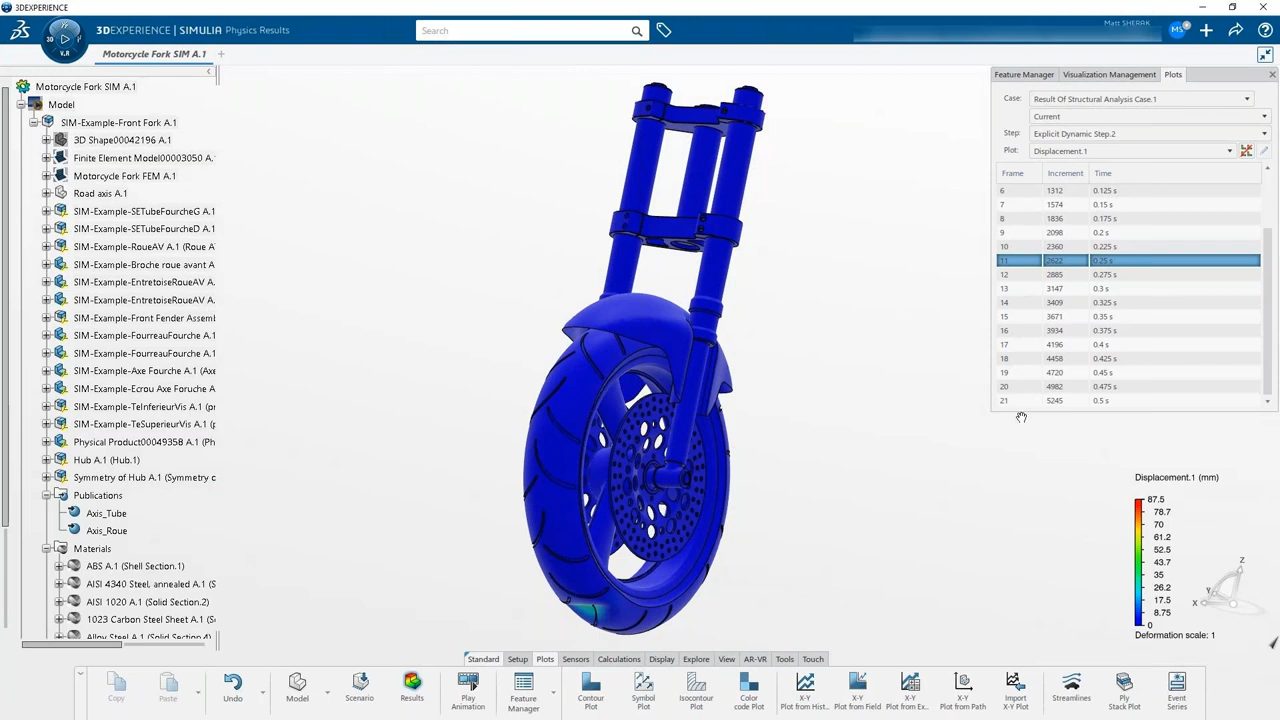 3DEXPERIENCE
3DEXPERIENCE | SIMULIA Physics Results
Search
Matt SHERAK
MS
3D
V.R
Motorcycle Fork SIM A.1
Motorcycle Fork SIM A.1
Model
SIM-Example-Front Fork A.1
3D Shape00042196 A.1
Finite Element Model00003050 A.
Motorcycle Fork FEM A.1
Road axis A.1
SIM-Example-SETubeFourcheG A.1
SIM-Example-SETubeFourcheD A.1
SIM-Example-RoueAV A.1 (Roue A
SIM-Example-Broche roue avant A
SIM-Example-EntretoiseRoueAV A.
SIM-Example-EntretoiseRoueAV A.
SIM-Example-Front Fender Assemb
SIM-Example-FourreauFourche A.1
SIM-Example-FourreauFourche A.1
SIM-Example-Axe Fourche A.1 (Axe
SIM-Example-Ecrou Axe Foruche A
SIM-Example-TeInferieurVis A.1 (pr
SIM-Example-TeSuperieurVis A.1 (p
Physical Product00049358 A.1 (Ph
Hub A.1 (Hub.1)
Symmetry of Hub A.1 (Symmetry o
Publications
Axis_Tube
Axis_Roue
Materials
ABS A.1 (Shell Section.1)
AISI 4340 Steel, annealed A.1 (S
AISI 1020 A.1 (Solid Section.2)
1023 Carbon Steel Sheet A.1 (S
Alloy Steel A.1 (Solid Section.4)
Feature Manager Visualization Management Plots
Case: Result Of Structural Analysis Case.1
Current
Step: Explicit Dynamic Step.2
Plot: Displacement.1
Frame Increment Time
6 1312 0.125 s
7 1574 0.15 s
8 1836 0.175 s
9 2098 0.2 s
10 2360 0.225 s
11 2622 0.25 s
12 2885 0.275 s
13 3147 0.3 s
14 3409 0.325 s
15 3671 0.35 s
16 3934 0.375 s
17 4196 0.4 s
18 4458 0.425 s
19 4720 0.45 s
20 4982 0.475 s
21 5245 0.5 s
Displacement.1 (mm)
87.5
78.7
70
61.2
52.5
43.7
35
26.2
17.5
8.75
0
Deformation scale: 1
Z
Y
X
Standard Setup Plots Sensors Calculations Display Explore View AR-VR Tools Touch
Copy Paste Undo Model Scenario Results Play Animation Feature Manager Contour Plot Symbol Plot Isocontour Plot Color code Plot X-Y Plot from Hist... X-Y Plot from Field X-Y Plot from Ex... X-Y Plot from Path Import X-Y Plot Streamlines Ply Stack Plot Event Series